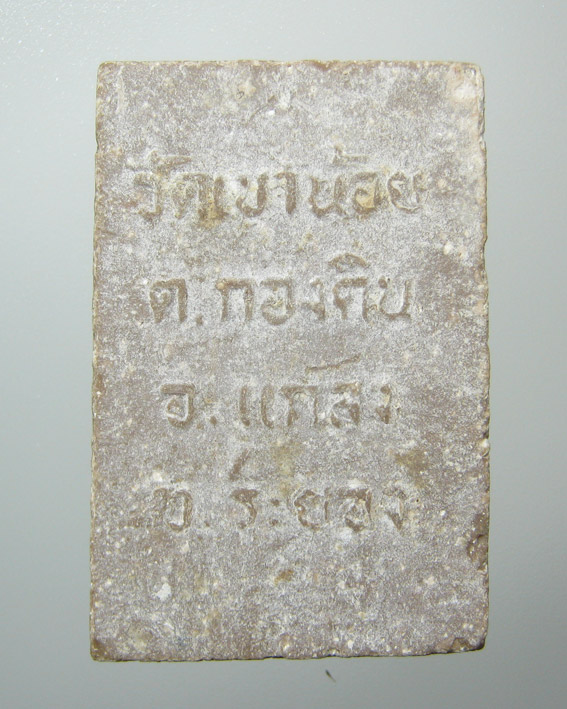 วัดเขาน้อย
ต.กองดิน
อ.แกลง
จ.ระยอง